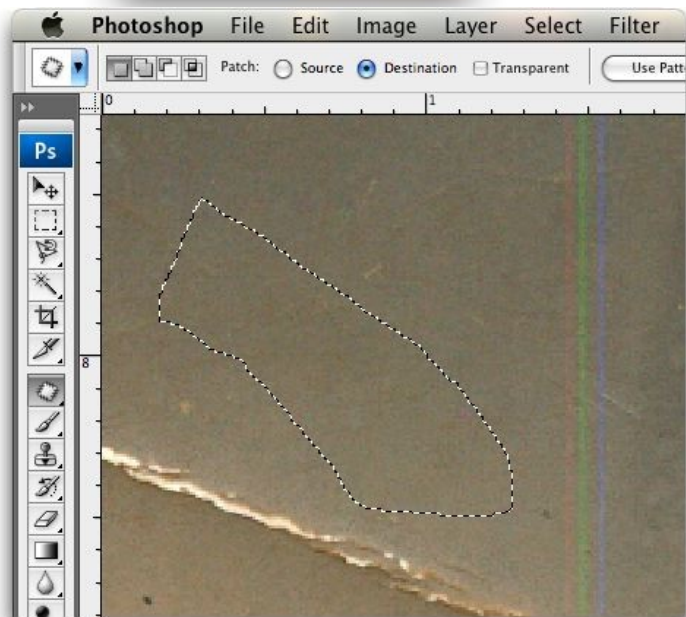 Photoshop File Edit Image Layer Select Filter
Patch: Source Destination Transparent Use Patt
0 1
Ps
8